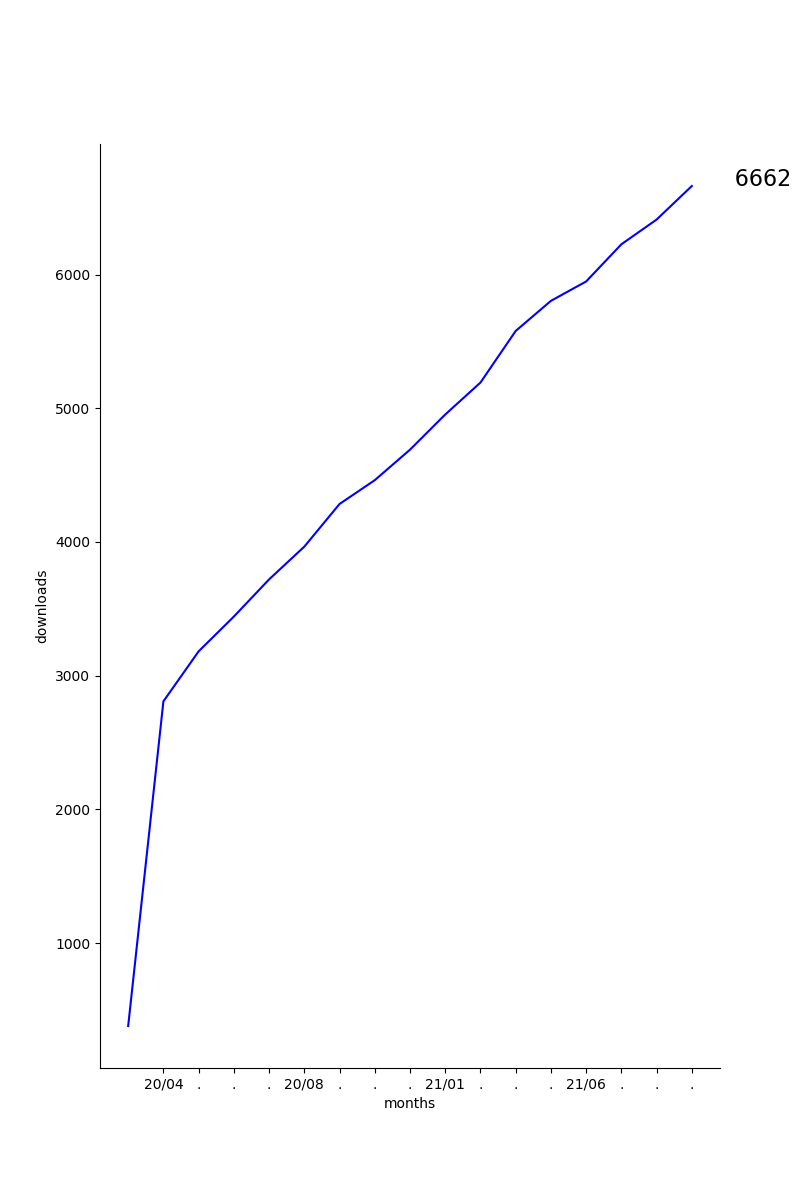 6662
6000
5000
4000
3000
2000
1000
downloads
20/04 . . . 20/08 . . . 21/01 . . . 21/06 . . .
months